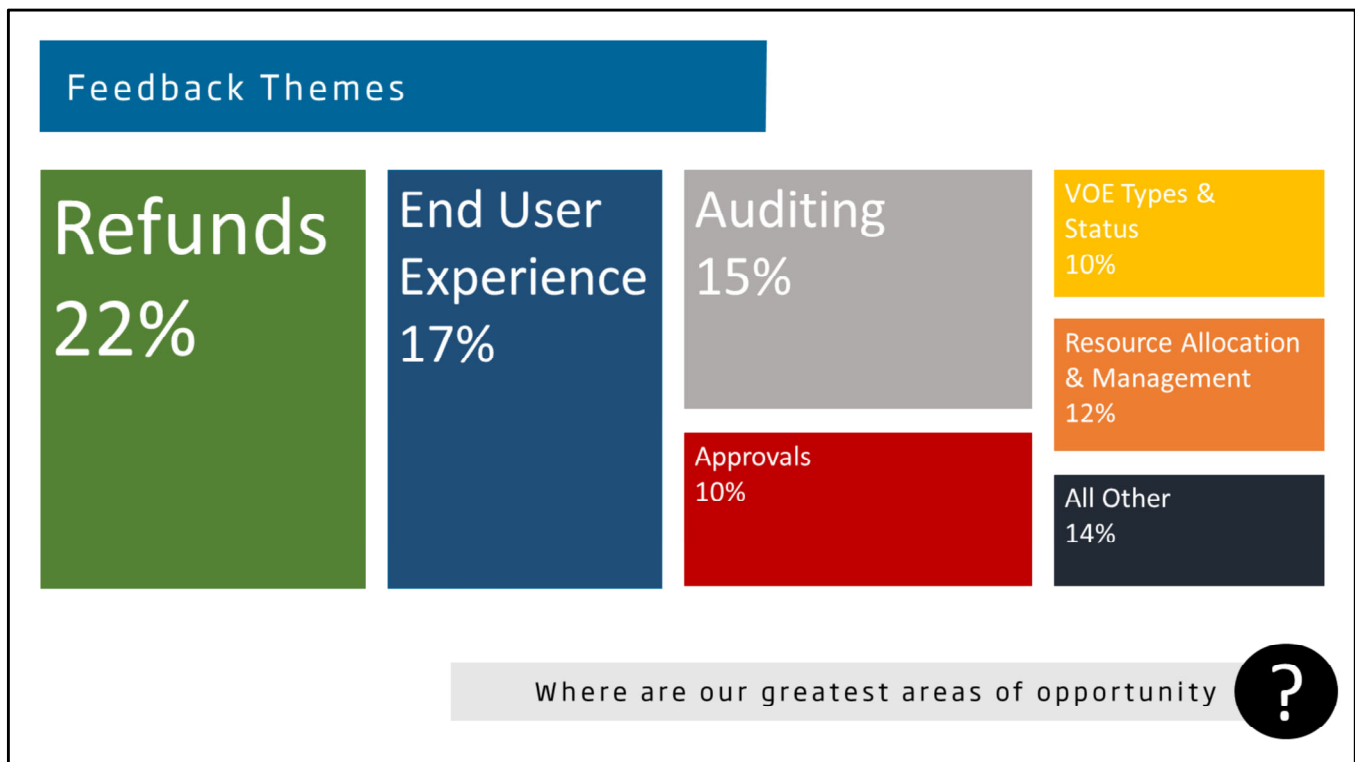 Feedback Themes
Refunds
22%
End User
Experience
17%
Auditing
15%
Approvals
10%
VOE Types &
Status
10%
Resource Allocation
& Management
12%
All Other
14%
Where are our greatest areas of opportunity
?